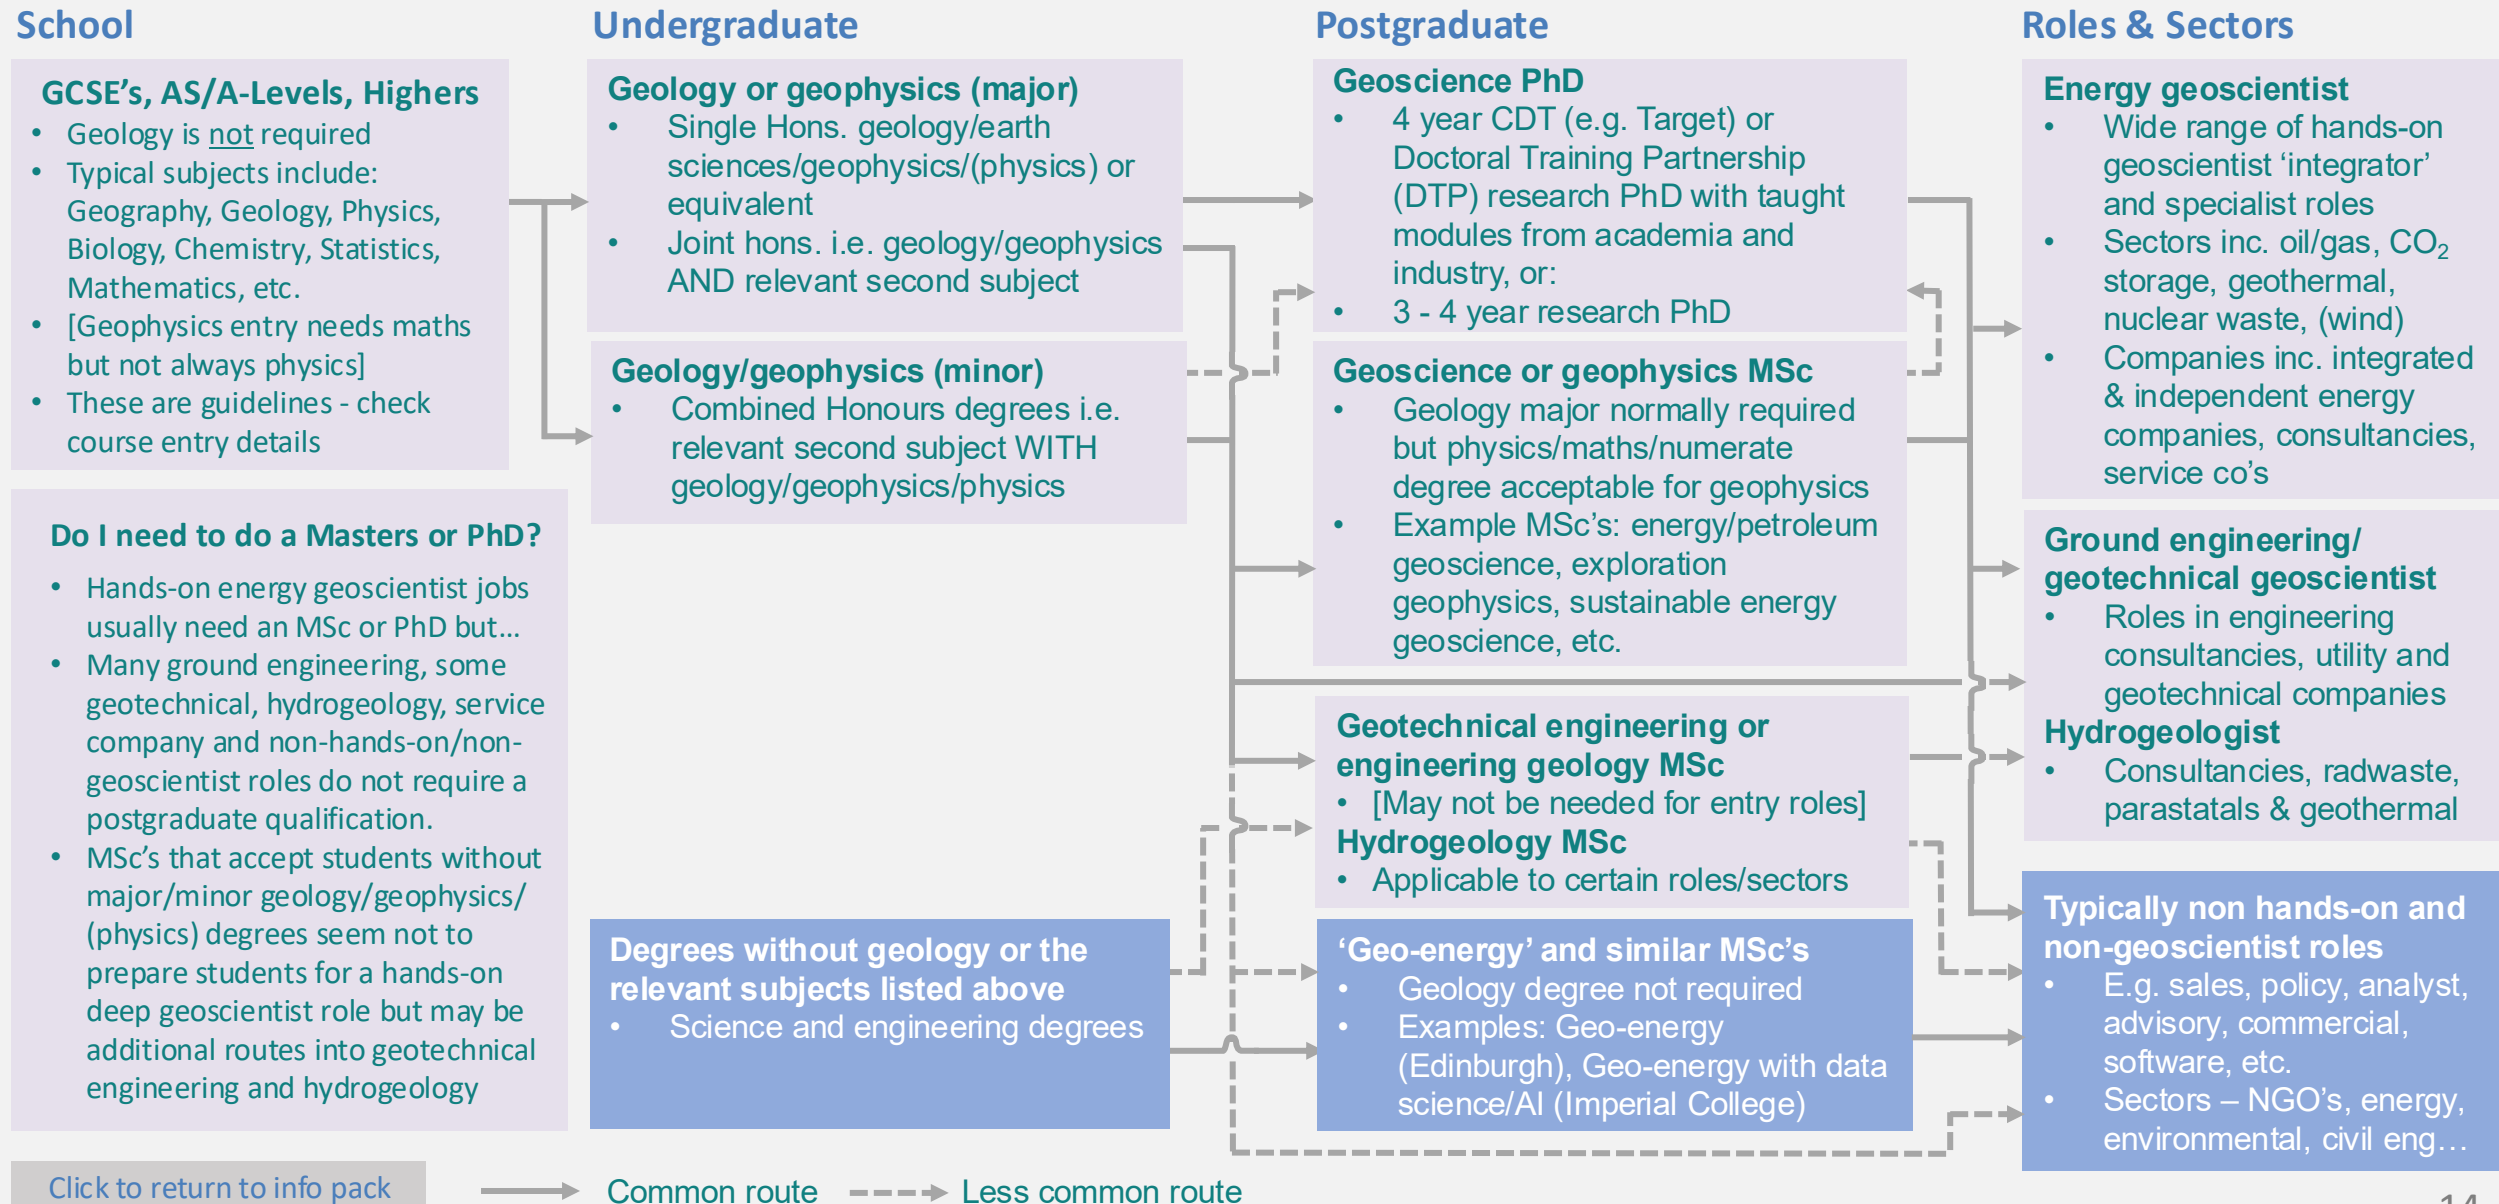 School
GCSE's, AS/A-Levels, Highers
• Geology is not required
• Typical subjects include:
Geography, Geology, Physics,
Biology, Chemistry, Statistics,
Mathematics, etc.
• [Geophysics entry needs maths
but not always physics]
• These are guidelines - check
course entry details
Do I need to do a Masters or PhD?
• Hands-on energy geoscientist jobs
usually need an MSc or PhD but...
• Many ground engineering, some
geotechnical, hydrogeology, service
company and non-hands-on/non-
geoscientist roles do not require a
postgraduate qualification.
• MSc's that accept students without
major/minor geology/geophysics/
(physics) degrees seem not to
prepare students for a hands-on
deep geoscientist role but may be
additional routes into geotechnical
engineering and hydrogeology
Undergraduate
Geology or geophysics (major)
• Single Hons. geology/earth
sciences/geophysics/(physics) or
equivalent
• Joint hons. i.e. geology/geophysics
AND relevant second subject
Geology/geophysics (minor)
• Combined Honours degrees i.e.
relevant second subject WITH
geology/geophysics/physics
Degrees without geology or the
relevant subjects listed above
• Science and engineering degrees
Postgraduate
Geoscience PhD
• 4 year CDT (e.g. Target) or
Doctoral Training Partnership
(DTP) research PhD with taught
modules from academia and
industry, or:
• 3 - 4 year research PhD
Geoscience or geophysics MSc
• Geology major normally required
but physics/maths/numerate
degree acceptable for geophysics
• Example MSc's: energy/petroleum
geoscience, exploration
geophysics, sustainable energy
geoscience, etc.
Geotechnical engineering or
engineering geology MSc
• [May not be needed for entry roles]
Hydrogeology MSc
• Applicable to certain roles/sectors
'Geo-energy' and similar MSc's
• Geology degree not required
• Examples: Geo-energy
(Edinburgh), Geo-energy with data
science/AI (Imperial College)
Roles & Sectors
Energy geoscientist
• Wide range of hands-on
geoscientist 'integrator'
and specialist roles
• Sectors inc. oil/gas, CO₂
storage, geothermal,
nuclear waste, (wind)
• Companies inc. integrated
& independent energy
companies, consultancies,
service co's
Ground engineering/
geotechnical geoscientist
• Roles in engineering
consultancies, utility and
geotechnical companies
Hydrogeologist
• Consultancies, radwaste,
parastatals & geothermal
Typically non hands-on and
non-geoscientist roles
• E.g. sales, policy, analyst,
advisory, commercial,
software, etc.
• Sectors – NGO's, energy,
environmental, civil eng...
Click to return to info pack
Common route
Less common route
14